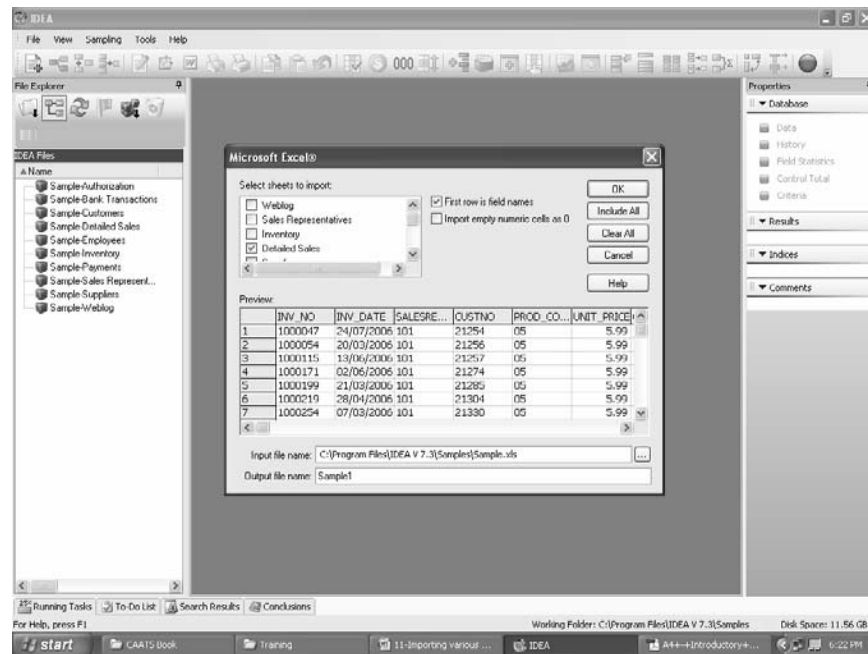 IDEA
File View Sampling Tools Help
000
File Explorer
IDEA Files
Name
Sample-Authorization
Sample-Bank Transactions
Sample-Customers
Sample-Detailed Sales
Sample-Employees
Sample-Inventory
Sample-Payments
Sample-Sales Represent...
Sample-Suppliers
Sample-Weblog
Microsoft Excel®
Select sheets to import:
Weblog
Sales Representatives
Inventory
Detailed Sales
First row is field names
Import empty numeric cells as 0
OK
Include All
Clear All
Cancel
Help
Preview:
INV_NO INV_DATE SALESRE... CUSTNO PROD_CO... UNIT_PRICE
1 1000047 24/07/2006 101 21254 05 5.99
2 1000054 20/03/2006 101 21256 05 5.99
3 1000115 13/06/2006 101 21257 05 5.99
4 1000171 02/06/2006 101 21274 05 5.99
5 1000199 21/03/2006 101 21285 05 5.99
6 1000219 28/04/2006 101 21304 05 5.99
7 1000254 07/03/2006 101 21330 05 5.99
Input file name: C:\Program Files\IDEA V 7.3\Samples\Sample.xls ...
Output file name: Sample1
Properties
Database
Data
History
Field Statistics
Control Total
Criteria
Results
Indices
Comments
Running Tasks To-Do List Search Results Conclusions
For Help, press F1 Working Folder: C:\Program Files\IDEA V 7.3\Samples Disk Space: 11.56 GB
start CAATS Book Training 11-Importing various ... IDEA A4---Introductory+... 6:22 PM